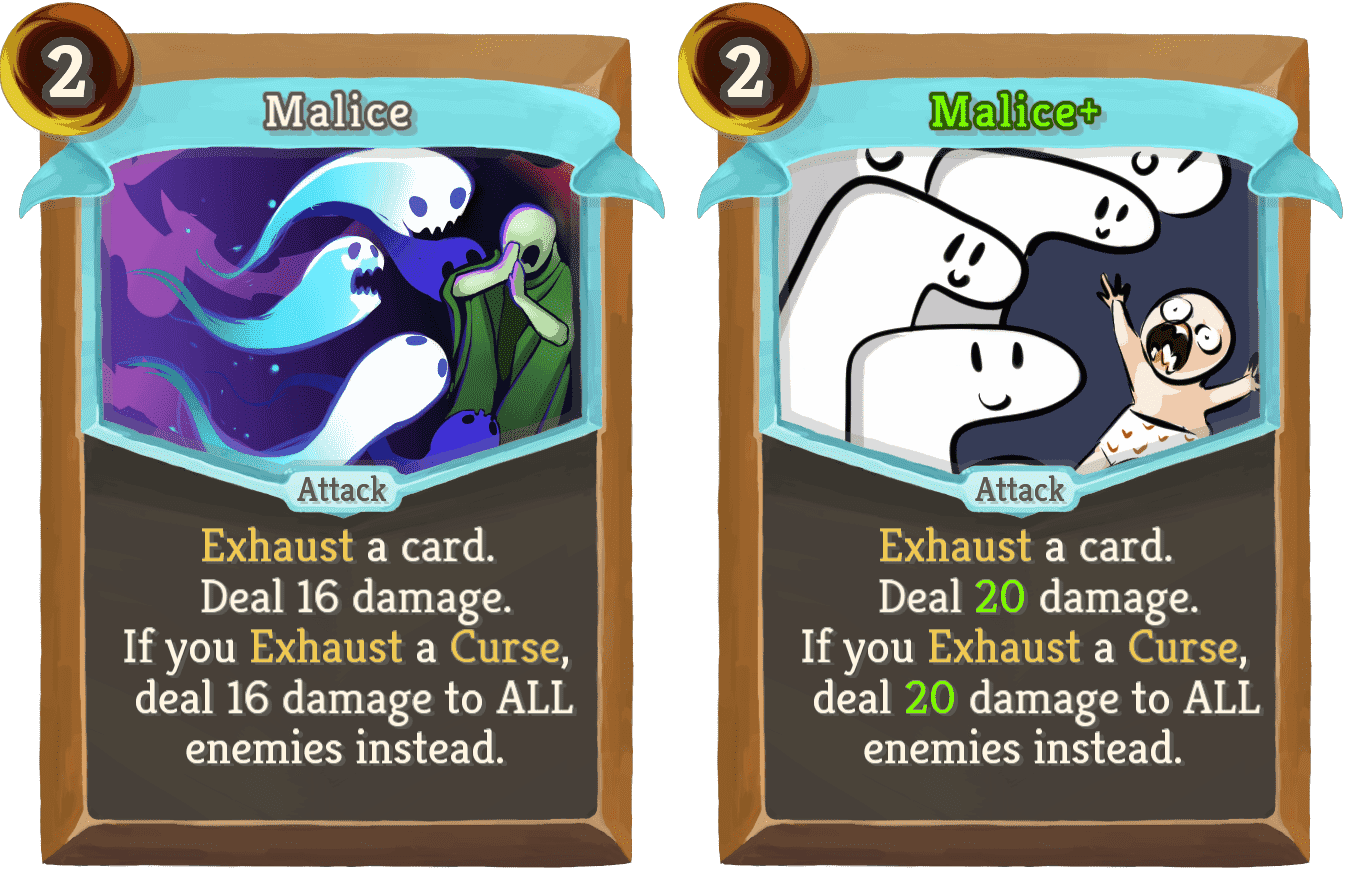 2
Malice
Attack
Exhaust a card.
Deal 16 damage.
If you Exhaust a Curse,
deal 16 damage to ALL
enemies instead.
2
Malice+
Attack
Exhaust a card.
Deal 20 damage.
If you Exhaust a Curse,
deal 20 damage to ALL
enemies instead.